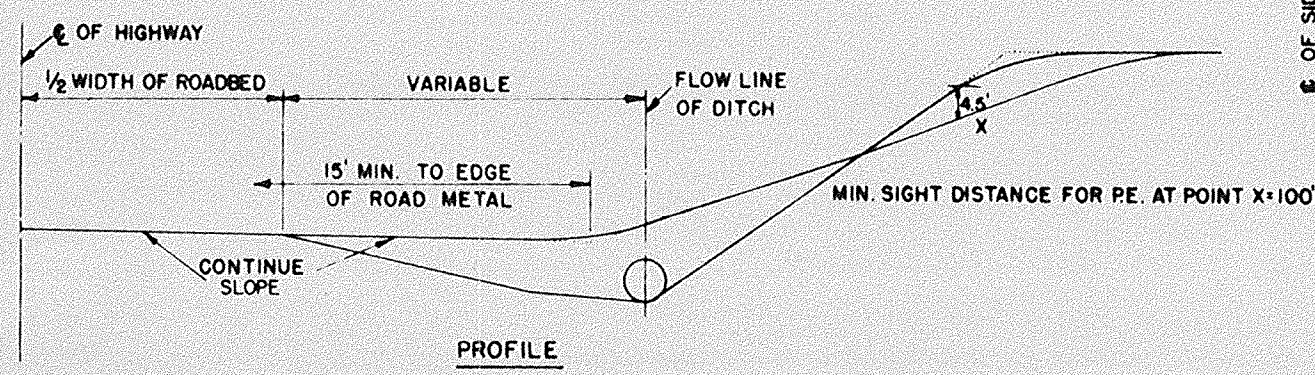 ℄ OF HIGHWAY
½ WIDTH OF ROADBED
VARIABLE
FLOW LINE
OF DITCH
4.5'
X
15' MIN. TO EDGE
OF ROAD METAL
MIN. SIGHT DISTANCE FOR P.E. AT POINT X=100'
CONTINUE
SLOPE
PROFILE
℄ OF